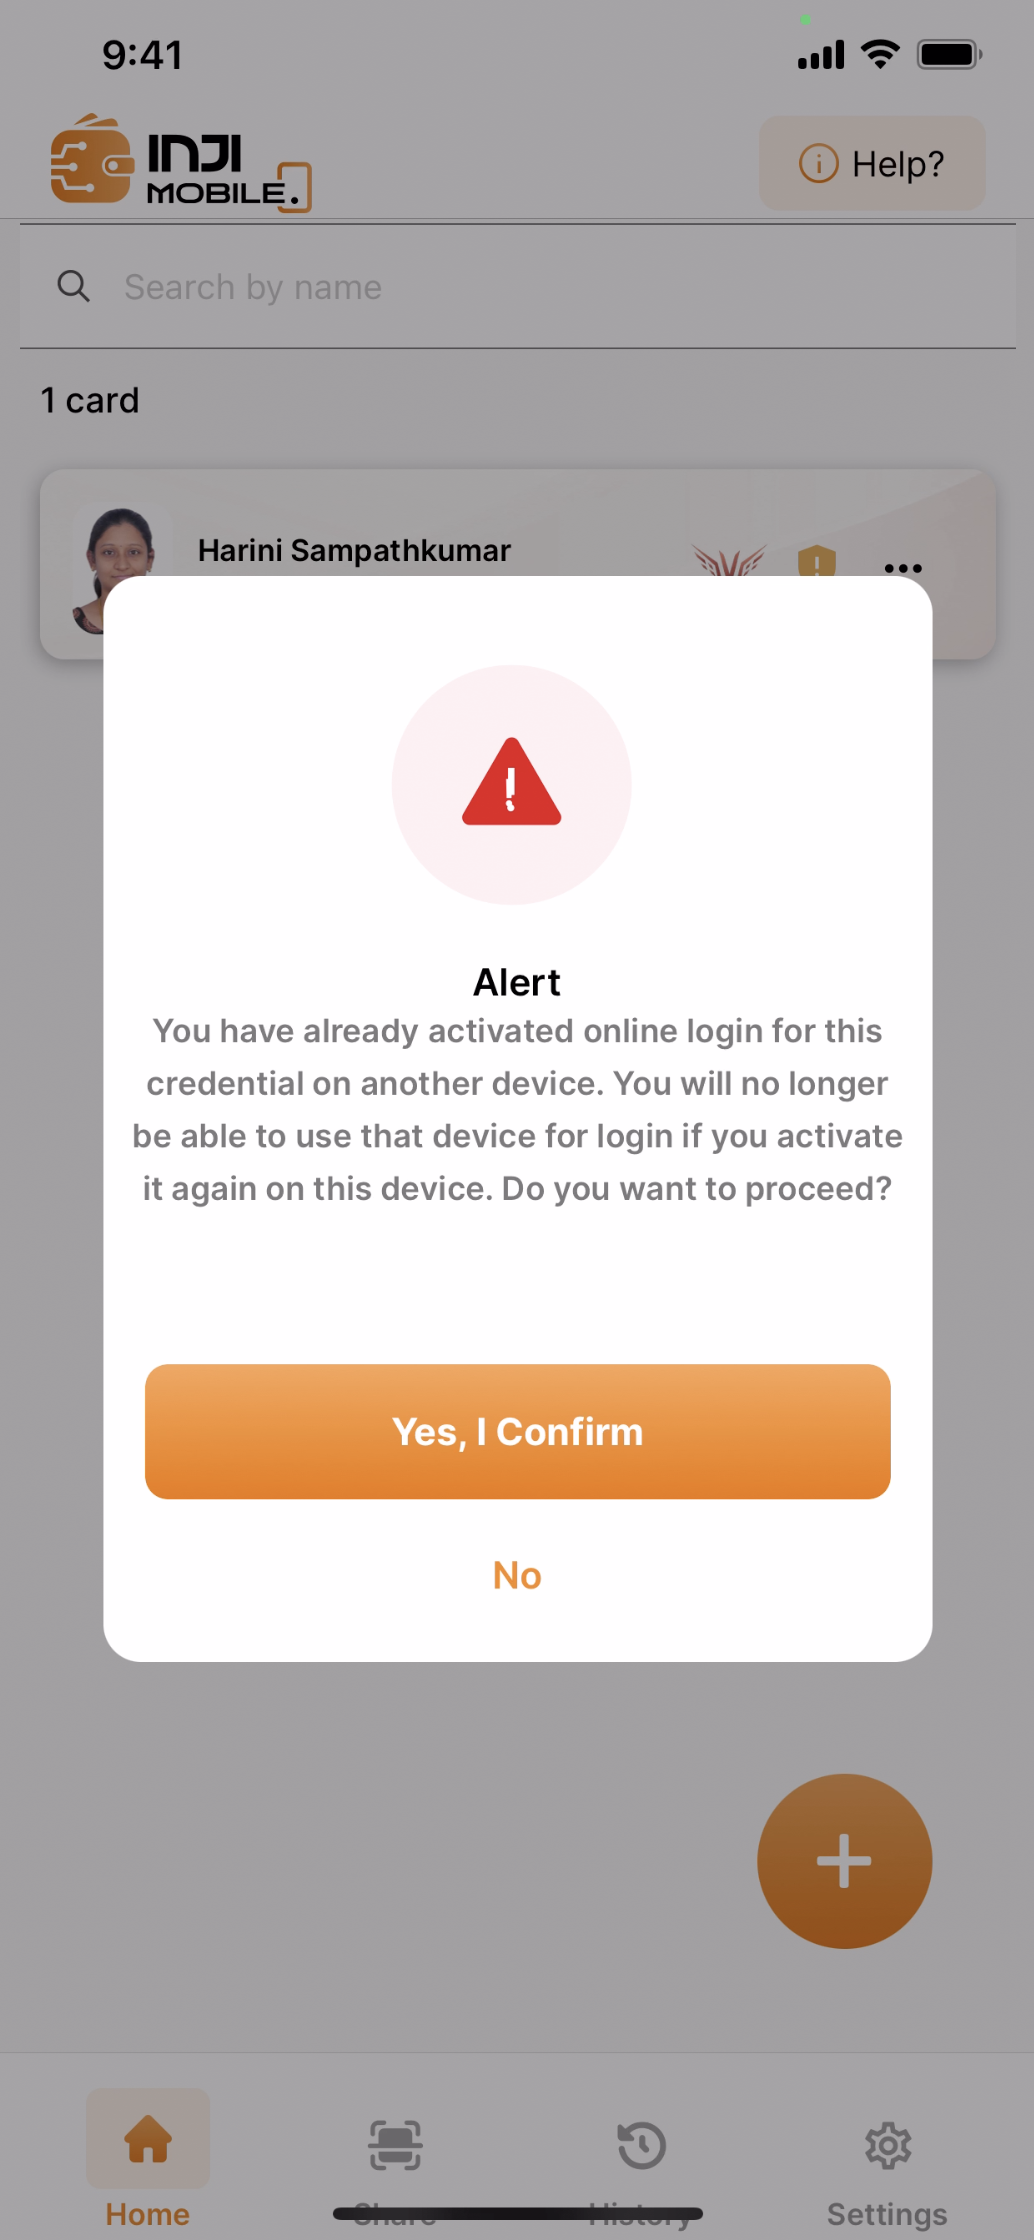 9:41
INJI
MOBILE.
Help?
Search by name
1 card
Harini Sampathkumar
Alert
You have already activated online login for this
credential on another device. You will no longer
be able to use that device for login if you activate
it again on this device. Do you want to proceed?
Yes, I Confirm
No
Home
Share
History
Settings